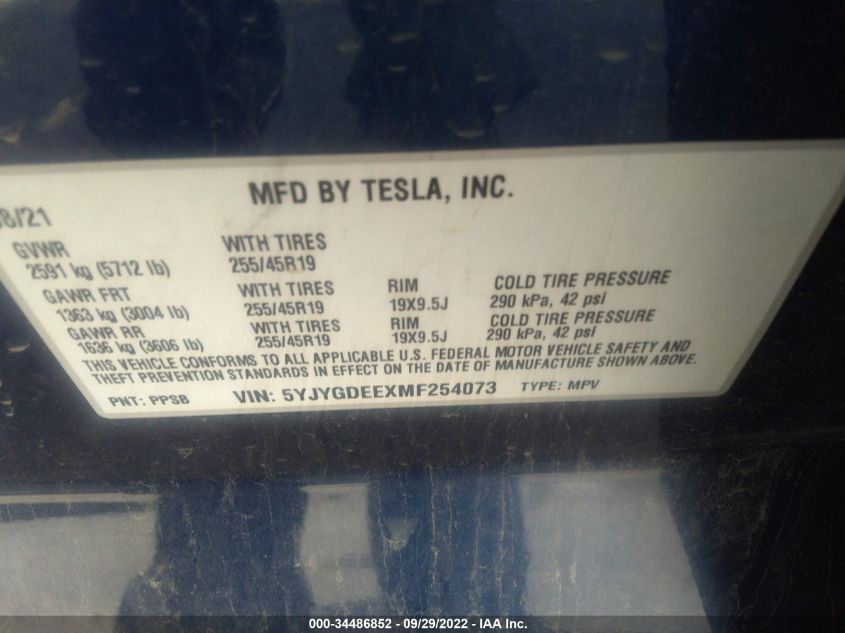 MFD BY TESLA, INC.
8/21
GVWR WITH TIRES
2591 kg (5712 lb) 255/45R19
GAWR FRT WITH TIRES RIM COLD TIRE PRESSURE
1363 kg (3004 lb) 255/45R19 19X9.5J 290 kPa, 42 psi
GAWR RR WITH TIRES RIM COLD TIRE PRESSURE
1636 kg (3606 lb) 255/45R19 19X9.5J 290 kPa, 42 psi
THIS VEHICLE CONFORMS TO ALL APPLICABLE U.S. FEDERAL MOTOR VEHICLE SAFETY AND
THEFT PREVENTION STANDARDS IN EFFECT ON THE DATE OF MANUFACTURE SHOWN ABOVE.
PNT: PPSB VIN: 5YJYGDEEXMF254073 TYPE: MPV
000-34486852 - 09/29/2022 - IAA Inc.